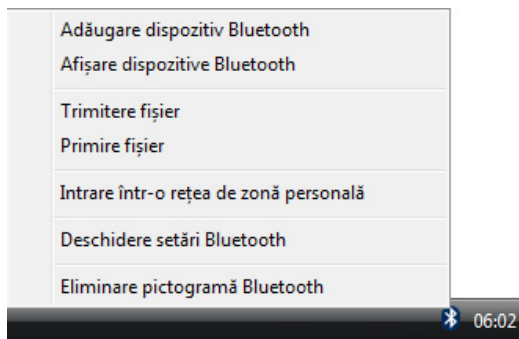 Adăugare dispozitiv Bluetooth
Afișare dispozitive Bluetooth
Trimitere fișier
Primire fișier
Intrare într-o rețea de zonă personală
Deschidere setări Bluetooth
Eliminare pictogramă Bluetooth
06:02